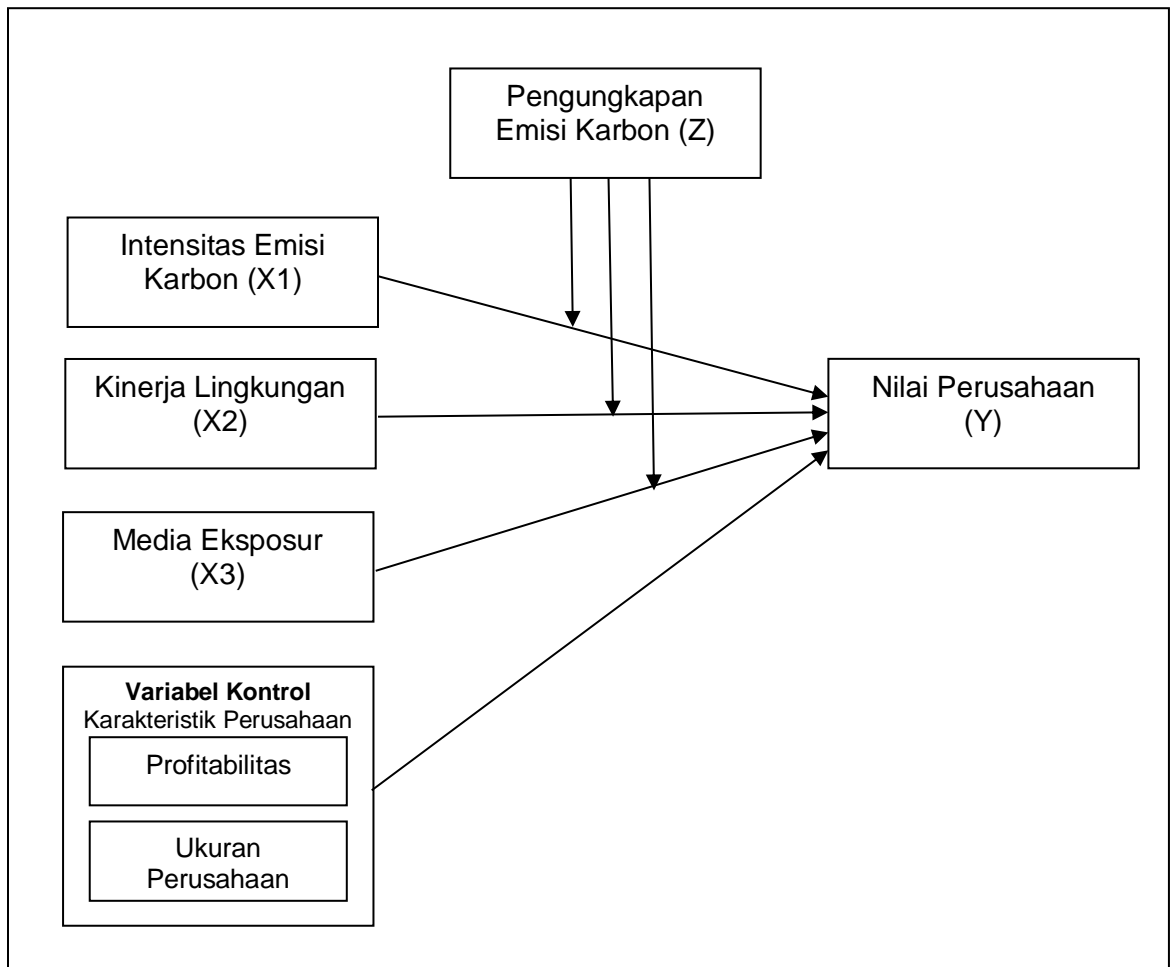 Pengungkapan
Emisi Karbon (Z)
Intensitas Emisi
Karbon (X1)
Kinerja Lingkungan
(X2)
Nilai Perusahaan
(Y)
Media Eksposur
(X3)
Variabel Kontrol
Karakteristik Perusahaan
Profitabilitas
Ukuran
Perusahaan